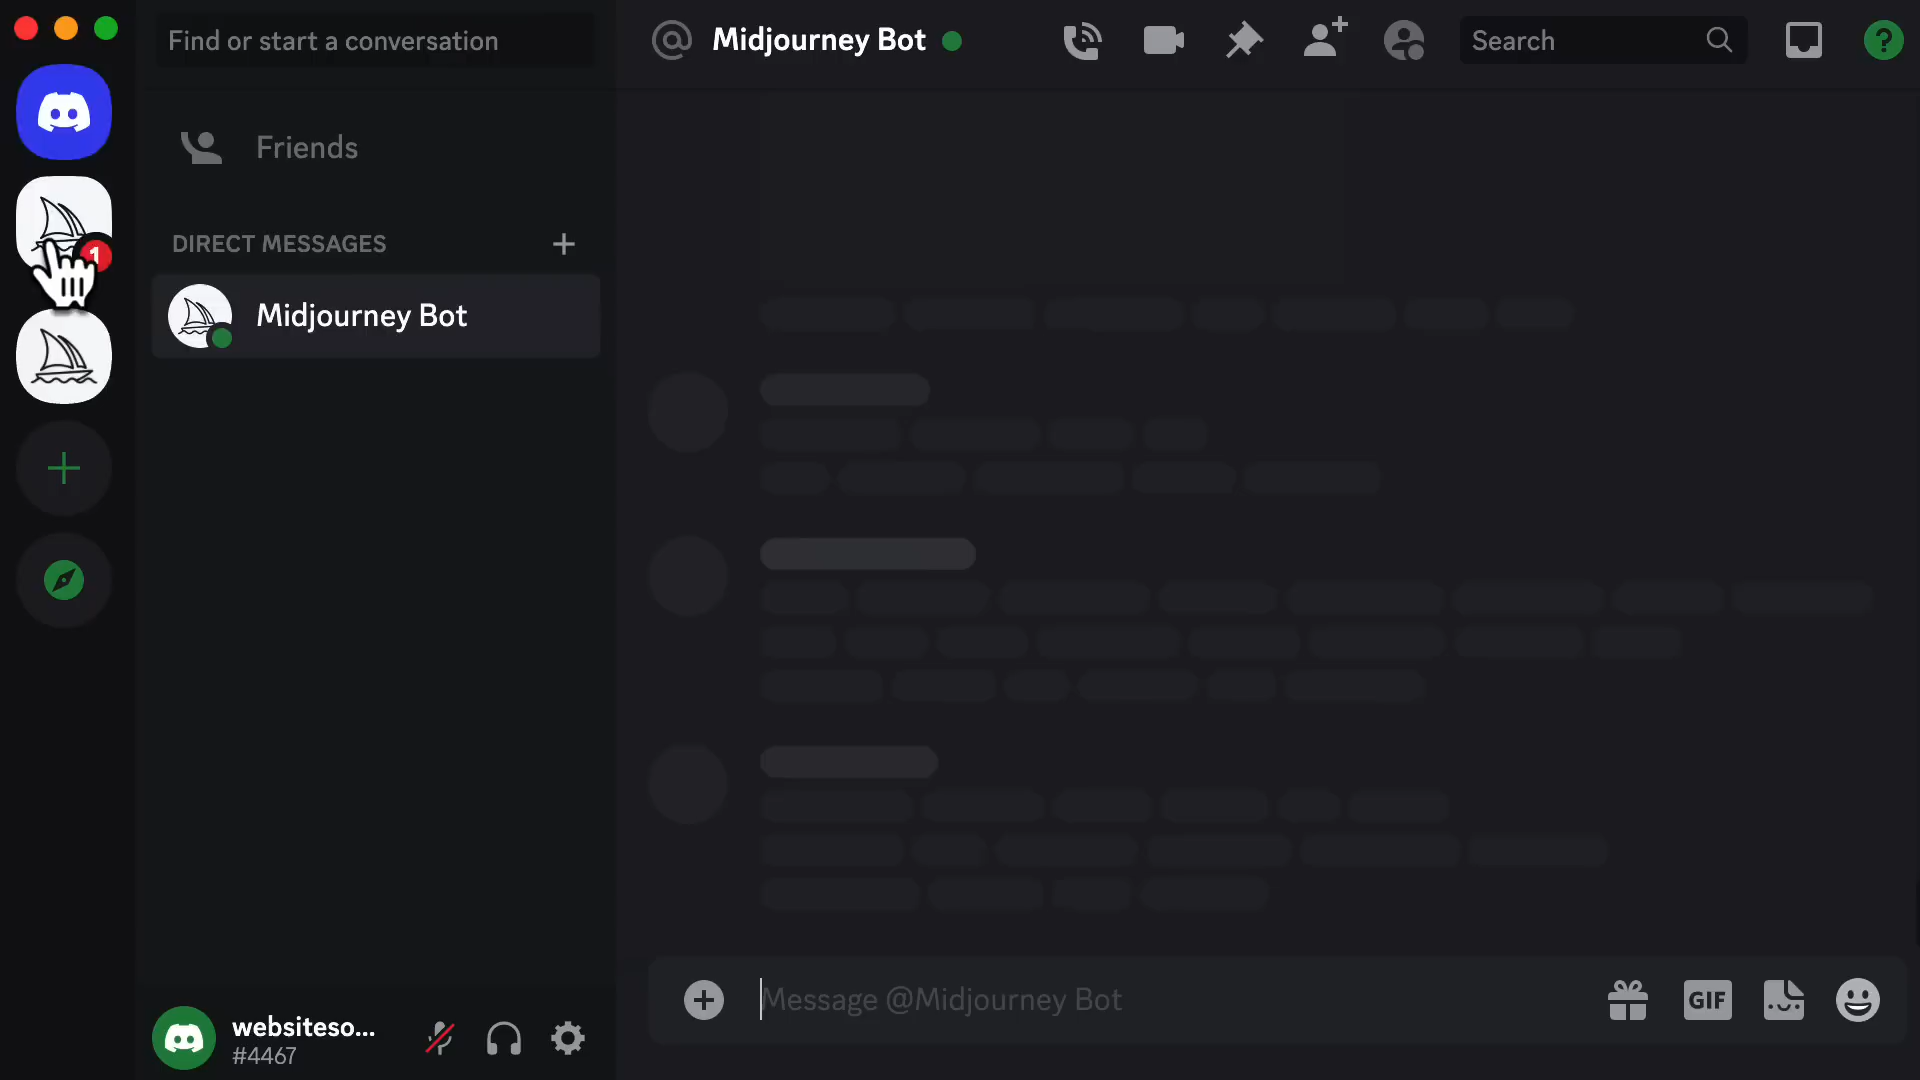 Find or start a conversation
Midjourney Bot
Search
?
1
Friends
DIRECT MESSAGES
Midjourney Bot
Message @Midjourney Bot
GIF
websiteso...
#4467